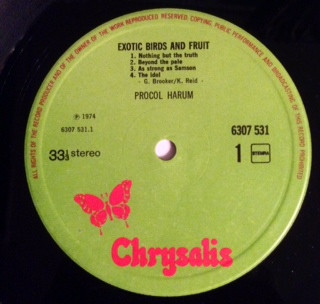 ALL RIGHTS OF THE RECORD PRODUCER AND OF THE OWNER OF THE WORK REPRODUCED RESERVED COPYING, PUBLIC PERFORMANCE AND BROADCASTING OF THIS RECORD PROHIBITED
EXOTIC BIRDS AND FRUIT
1. Nothing but the truth
2. Beyond the pale
3. As strong as Samson
4. The idol
- G. Brooker/K. Reid -
PROCOL HARUM
℗ 1974
6307 531.1
6307 531
33⅓ stereo
1
STEMRA
Chrysalis